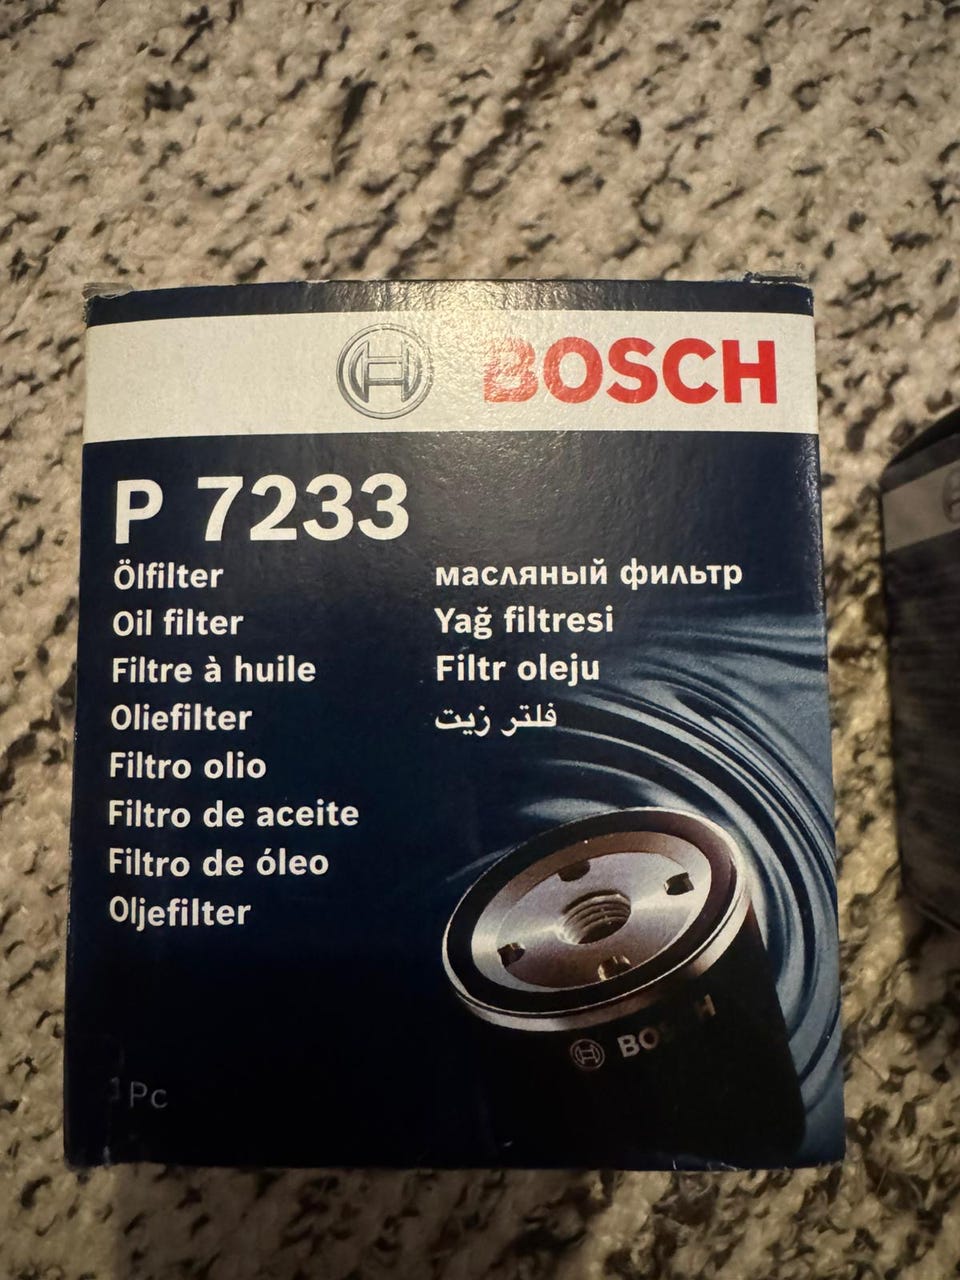 BOSCH
P 7233
Ölfilter
Oil filter
Filtre à huile
Oliefilter
Filtro olio
Filtro de aceite
Filtro de óleo
Oljefilter
масляный фильтр
Yağ filtresi
Filtr oleju
فلتر زيت
BOSCH
1 Pc